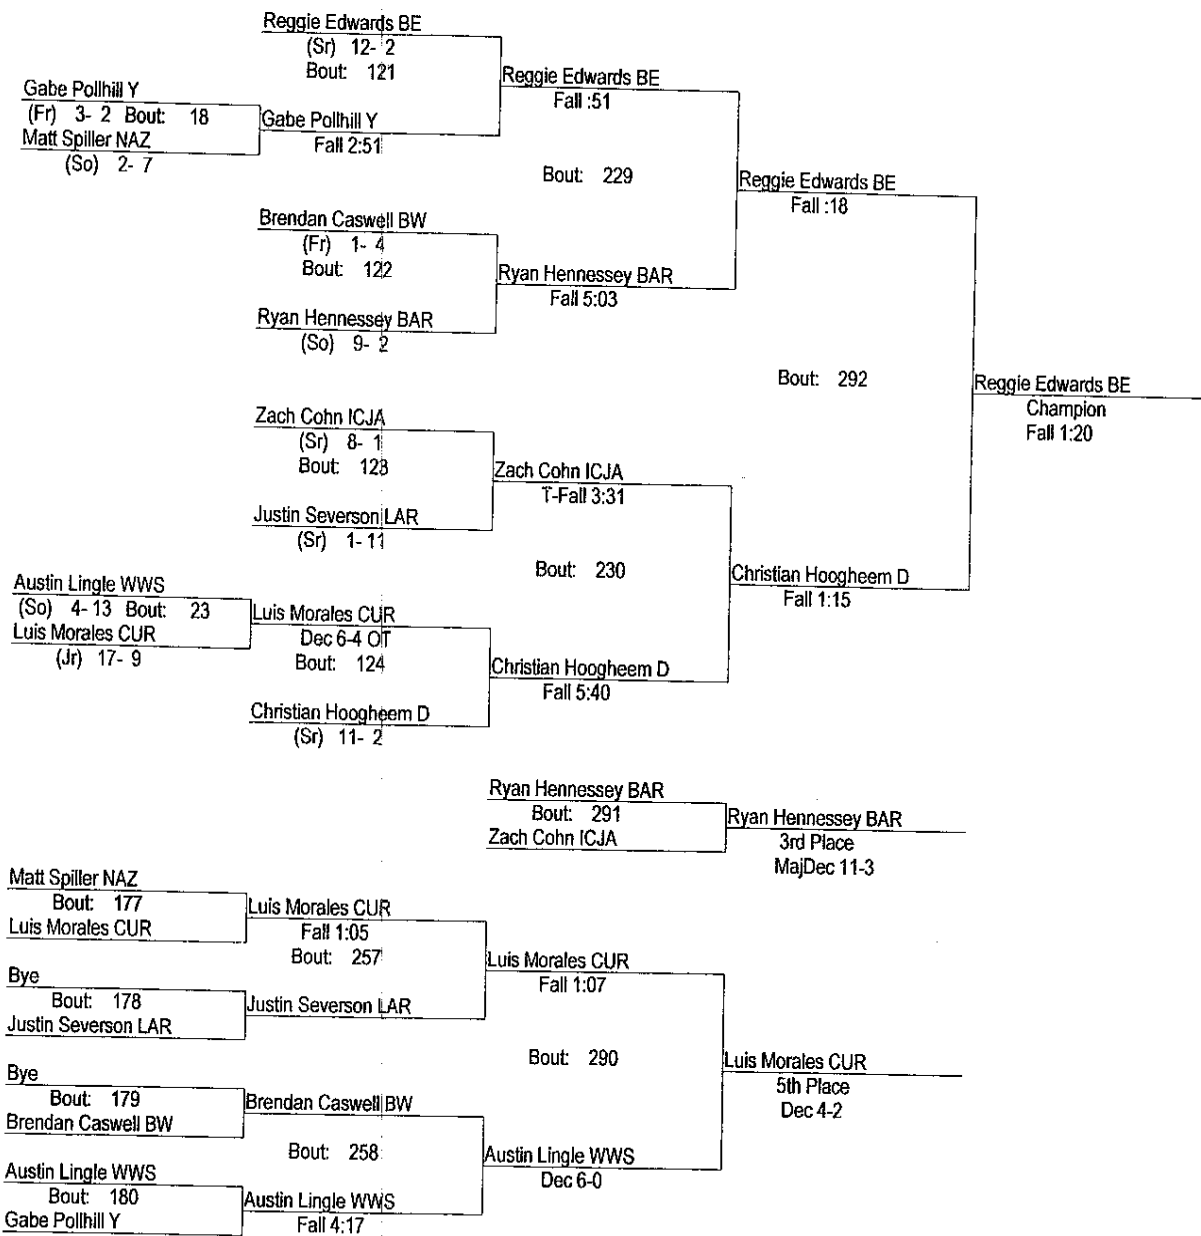 Reggie Edwards BE
(Sr) 12- 2
Bout: 121
Gabe Pollhill Y
(Fr) 3- 2 Bout: 18
Matt Spiller NAZ
(So) 2- 7
Gabe Pollhill Y
Fall 2:51
Reggie Edwards BE
Fall :51
Bout: 229
Reggie Edwards BE
Fall :18
Brendan Caswell BW
(Fr) 1- 4
Bout: 122
Ryan Hennessey BAR
(So) 9- 2
Ryan Hennessey BAR
Fall 5:03
Bout: 292
Reggie Edwards BE
Champion
Fall 1:20
Zach Cohn ICJA
(Sr) 8- 1
Bout: 123
Justin Severson LAR
(Sr) 1- 11
Zach Cohn ICJA
T-Fall 3:31
Bout: 230
Christian Hoogheem D
Fall 1:15
Austin Lingle WWS
(So) 4- 13 Bout: 23
Luis Morales CUR
(Jr) 17- 9
Luis Morales CUR
Dec 6-4 OT
Bout: 124
Christian Hoogheem D
(Sr) 11- 2
Christian Hoogheem D
Fall 5:40
Ryan Hennessey BAR
Bout: 291
Zach Cohn ICJA
Ryan Hennessey BAR
3rd Place
MajDec 11-3
Matt Spiller NAZ
Bout: 177
Luis Morales CUR
Luis Morales CUR
Fall 1:05
Bout: 257
Bye
Bout: 178
Justin Severson LAR
Justin Severson LAR
Luis Morales CUR
Fall 1:07
Bout: 290
Luis Morales CUR
5th Place
Dec 4-2
Bye
Bout: 179
Brendan Caswell BW
Brendan Caswell BW
Bout: 258
Austin Lingle WWS
Bout: 180
Gabe Pollhill Y
Austin Lingle WWS
Fall 4:17
Austin Lingle WWS
Dec 6-0